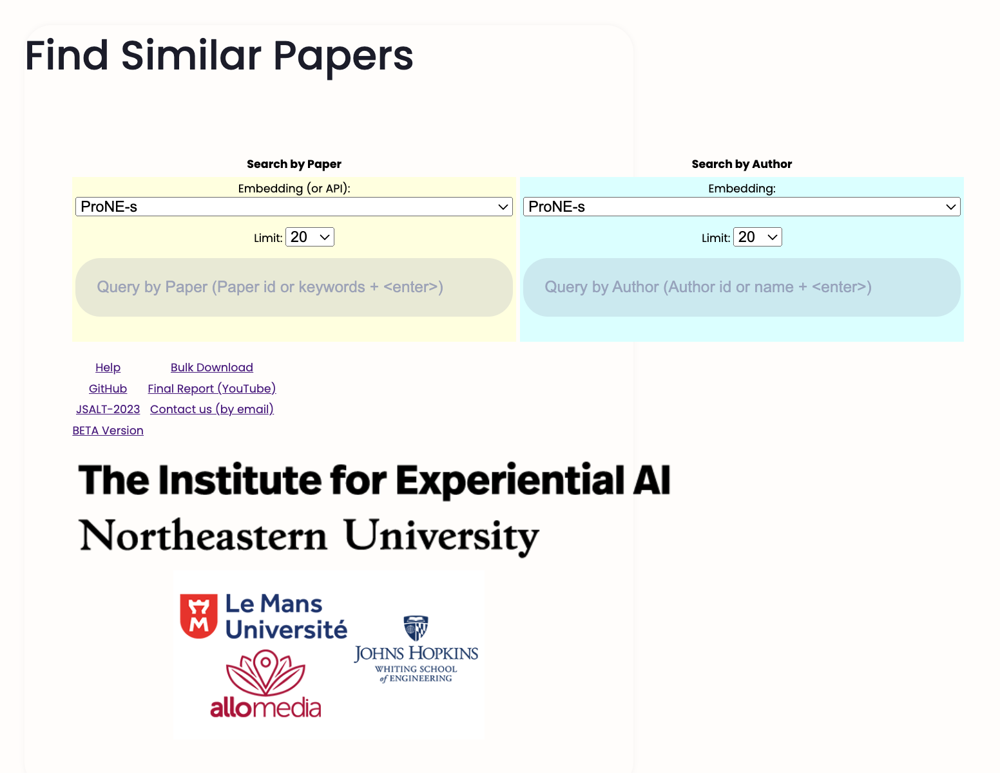 Find Similar Papers
Search by Paper
Embedding (or API):
ProNE-s
Limit: 20
Query by Paper (Paper id or keywords + <enter>)
Search by Author
Embedding:
ProNE-s
Limit: 20
Query by Author (Author id or name + <enter>)
Help Bulk Download
GitHub Final Report (YouTube)
JSALT-2023 Contact us (by email)
BETA Version
The Institute for Experiential AI
Northeastern University
Le Mans
Université
allomedia
JOHNS HOPKINS
WHITING SCHOOL
of ENGINEERING